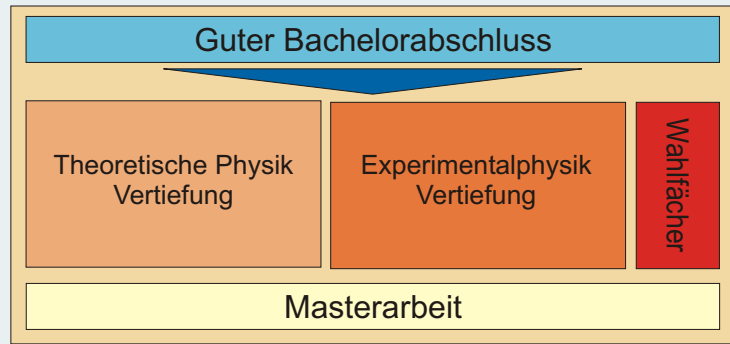 Guter Bachelorabschluss
Theoretische Physik
Vertiefung
Experimentalphysik
Vertiefung
Wahlfächer
Masterarbeit